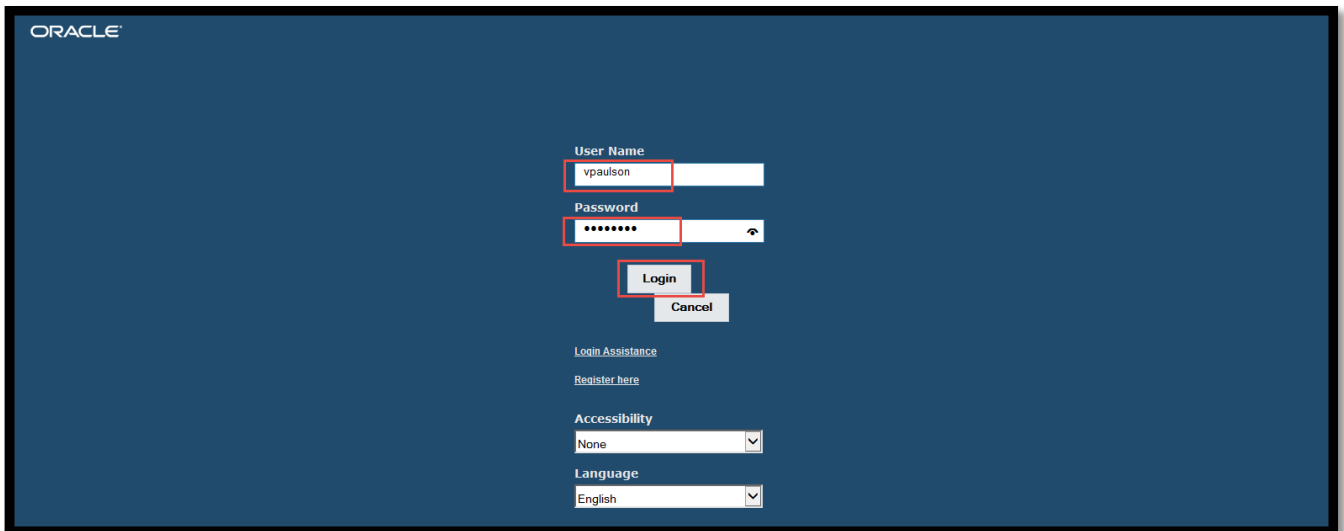 ORACLE
User Name
vpaulson
Password
••••••••
Login
Cancel
Login Assistance
Register here
Accessibility
None
Language
English